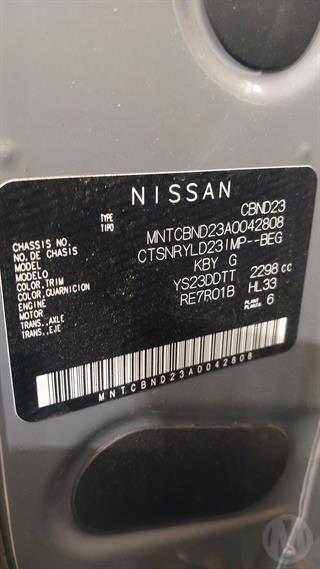 NISSAN
TYPE
TIPO CBND23
CHASSIS NO.
NO. DE CHASIS MNTCBND23A0042808
MODEL
MODELO CTSNRYLD23IMP--BEG
COLOR, TRIM
COLOR, GUARNICION KBY G
ENGINE
MOTOR YS23DDTT 2298 cc
TRANS., AXLE
TRANS., EJE RE7R01B HL33
PLANT
PLANTA 6
MNTCBND23A0042808